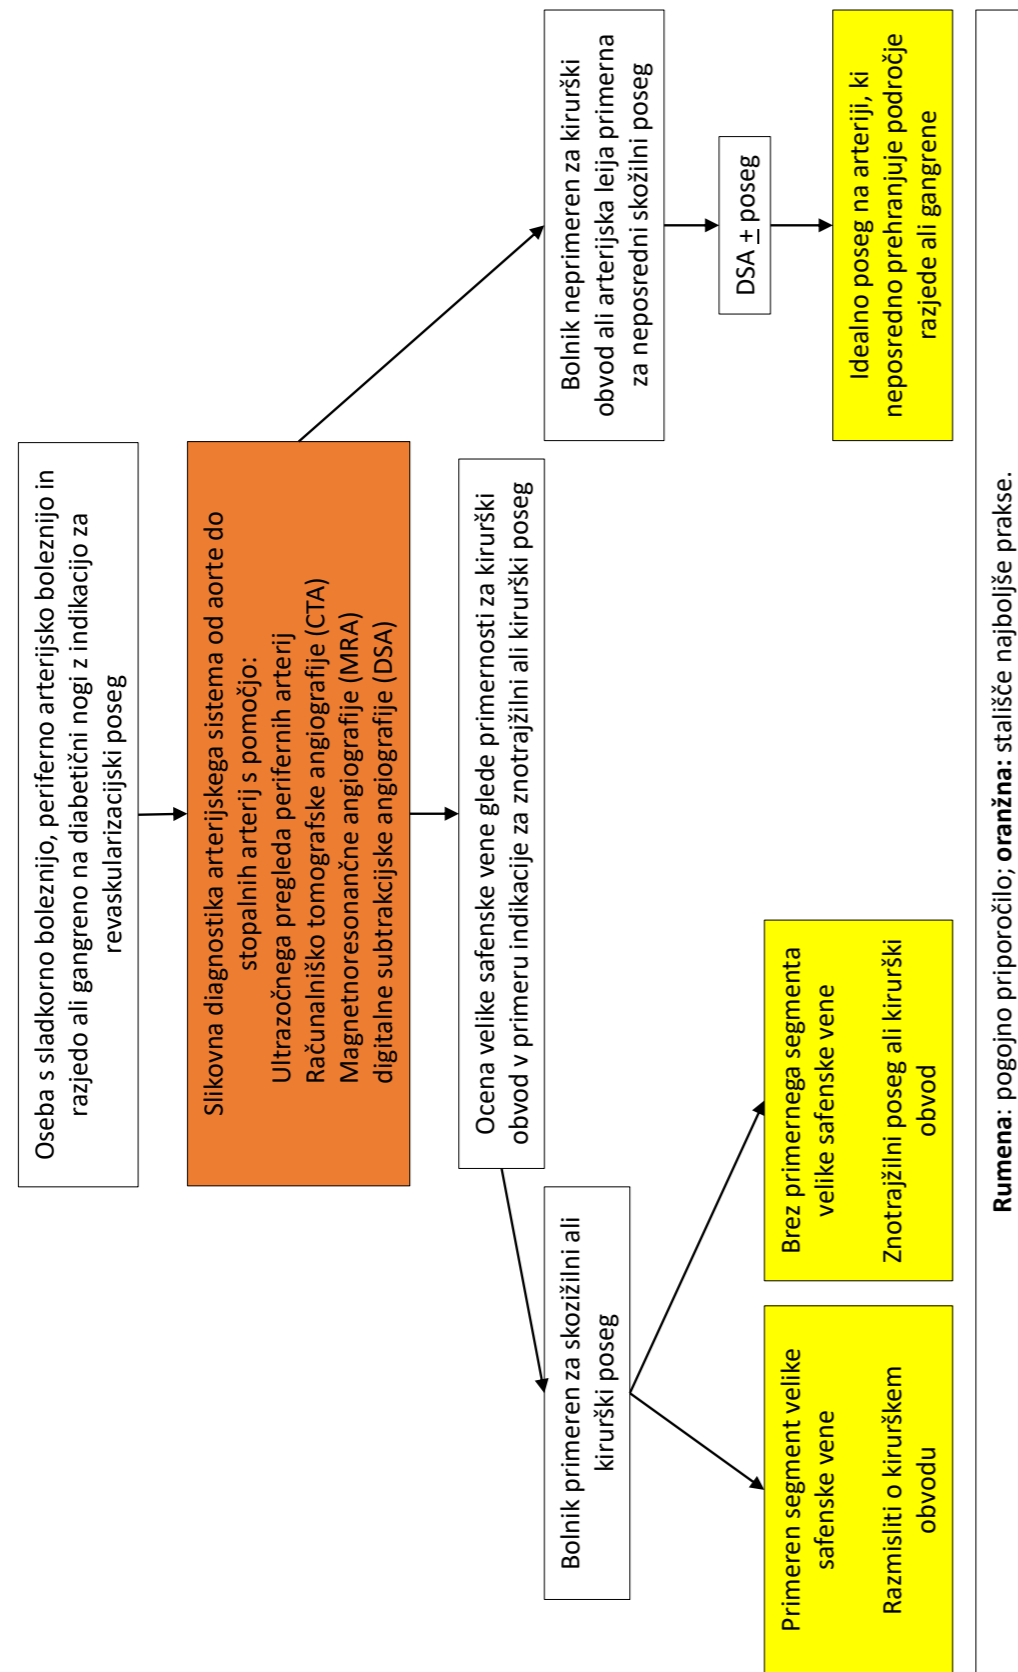 Oseba s sladkorno boleznijo, periferno arterijsko boleznijo in
razjedo ali gangreno na diabetični nogi z indikacijo za
revaskularizacijski poseg
Slikovna diagnostika arterijskega sistema od aorte do
stopalnih arterij s pomočjo:
Ultrazočnega pregleda perifernih arterij
Računalniško tomografske angiografije (CTA)
Magnetnoresonančne angiografije (MRA)
digitalne subtrakcijske angiografije (DSA)
Ocena velike safenske vene glede primernosti za kirurški
obvod v primeru indikacije za znotrajžilni ali kirurški poseg
Bolnik primeren za skozižilni ali
kirurški poseg
Primeren segment velike
safenske vene
Razmisliti o kirurškem
obvodu
Brez primernega segmenta
velike safenske vene
Znotrajžilni poseg ali kirurški
obvod
Bolnik neprimeren za kirurški
obvod ali arterijska leija primerna
za neposredni skožilni poseg
DSA ± poseg
Idealno poseg na arteriji, ki
neposredno prehranjuje področje
razjede ali gangrene
Rumena: pogojno priporočilo; oranžna: stališče najboljše prakse.